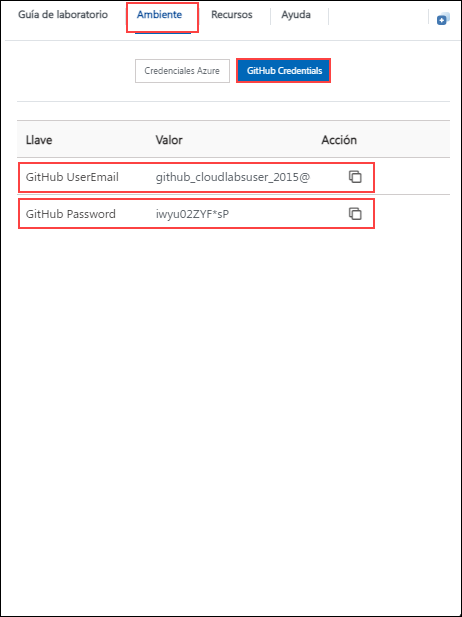 Guía de laboratorio Ambiente Recursos Ayuda
Credenciales Azure GitHub Credentials
Llave Valor Acción
GitHub UserEmail github_cloudlabsuser_2015@
GitHub Password iwyu02ZYF*sP